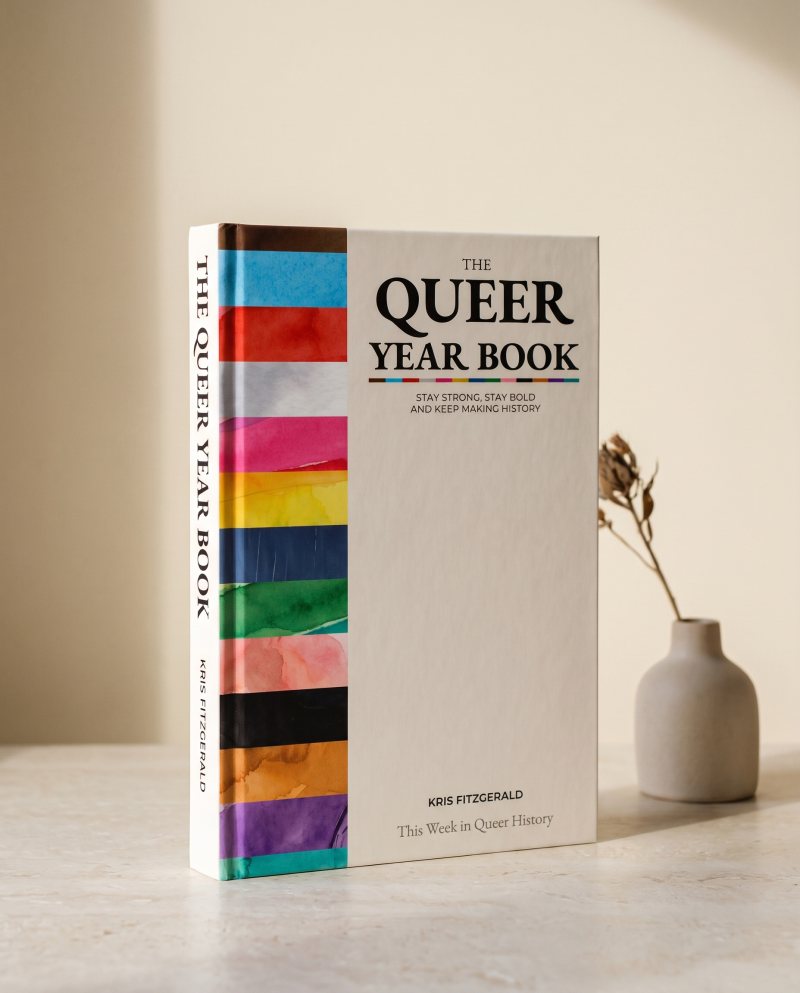 THE QUEER YEAR BOOK
KRIS FITZGERALD
THE
QUEER
YEAR BOOK
STAY STRONG, STAY BOLD
AND KEEP MAKING HISTORY
KRIS FITZGERALD
This Week in Queer History